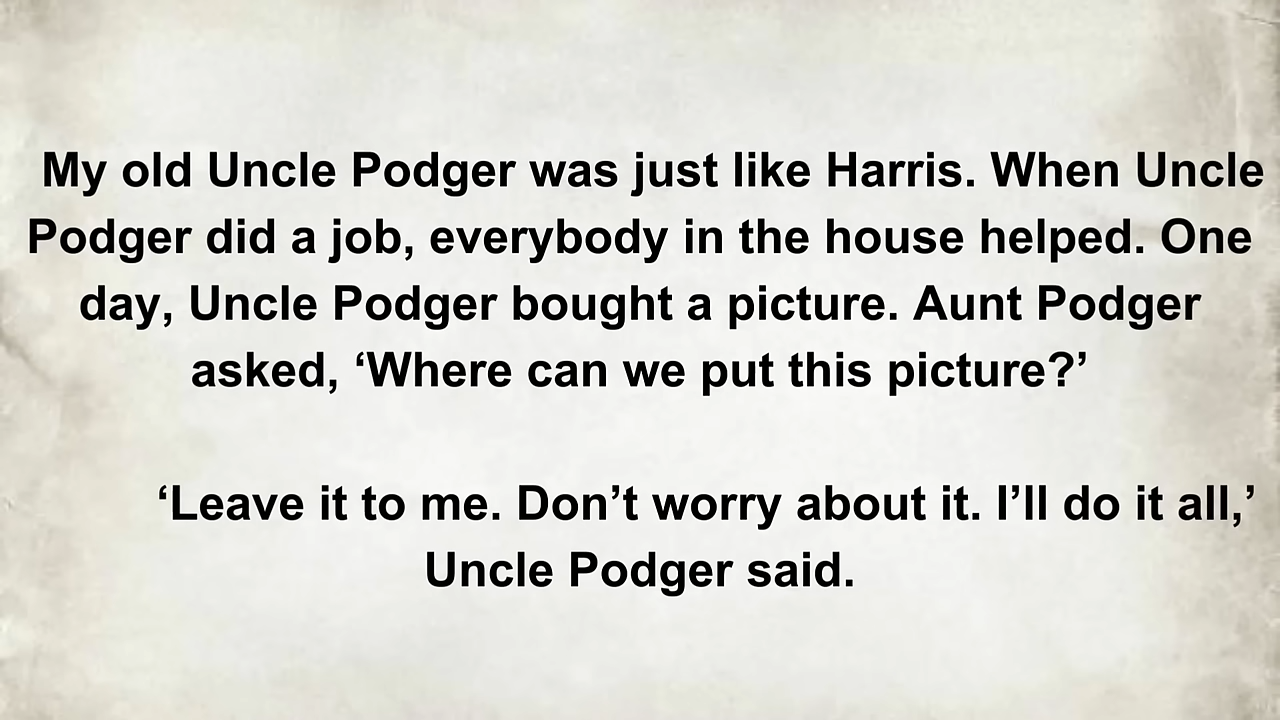 My old Uncle Podger was just like Harris. When Uncle
Podger did a job, everybody in the house helped. One
day, Uncle Podger bought a picture. Aunt Podger
asked, ‘Where can we put this picture?’
‘Leave it to me. Don’t worry about it. I’ll do it all,’
Uncle Podger said.